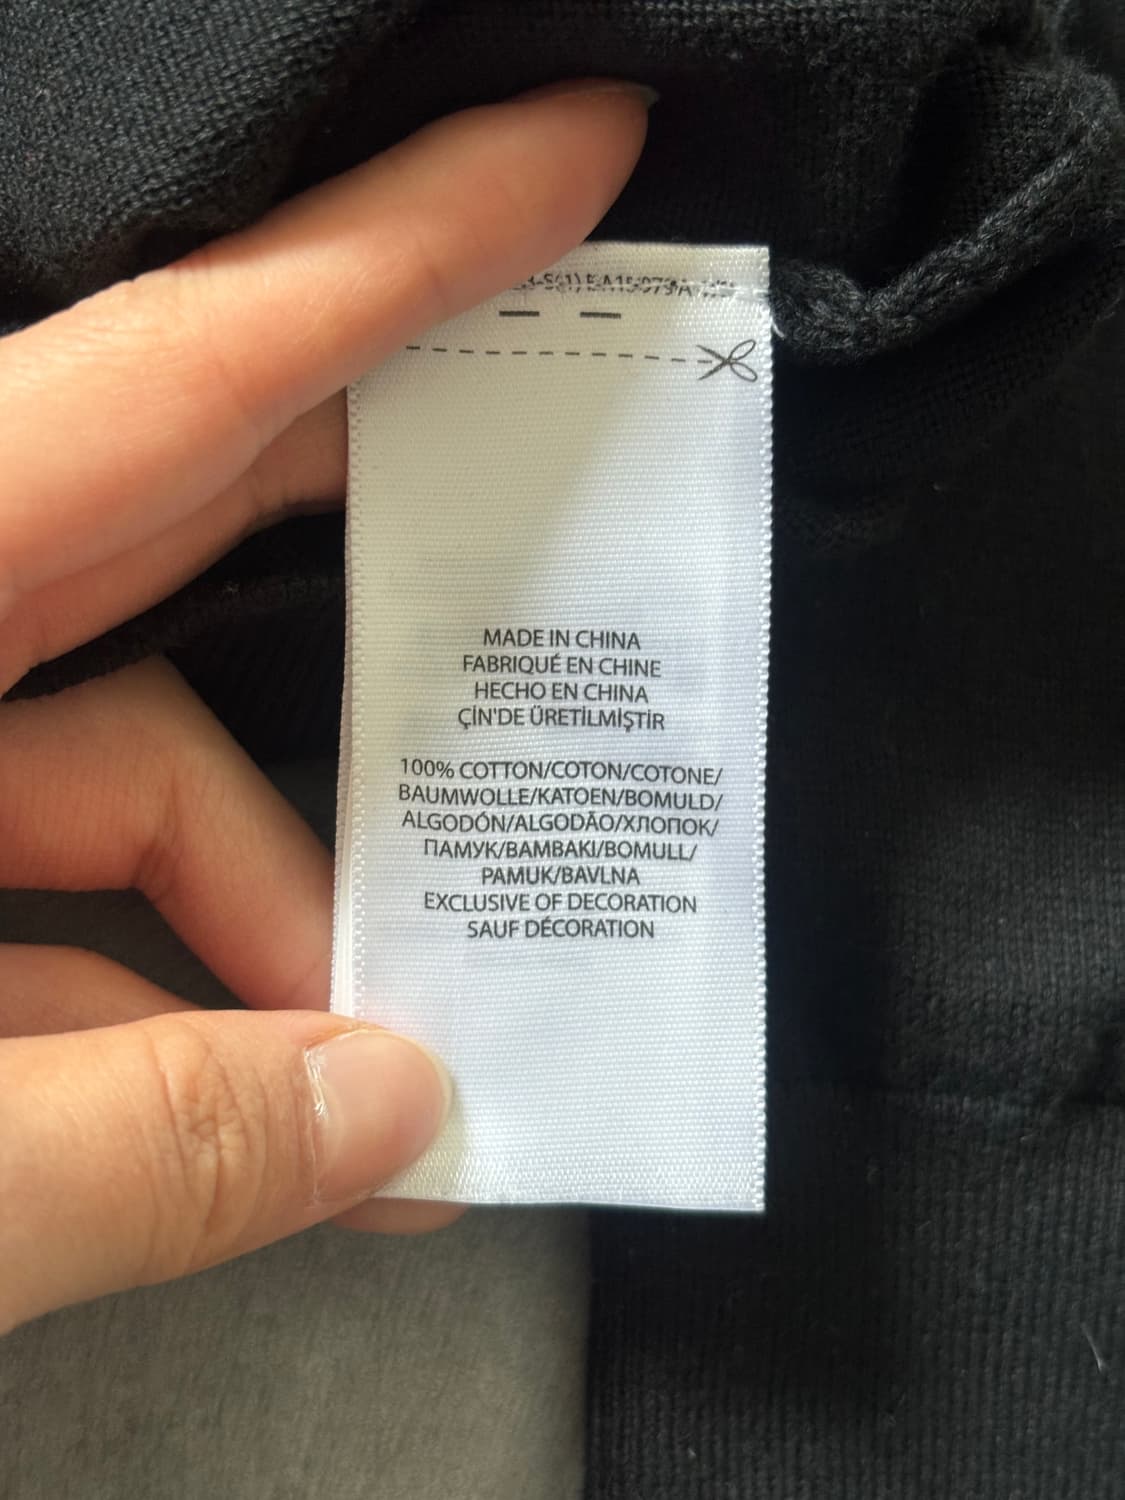 MADE IN CHINA
FABRIQUÉ EN CHINE
HECHO EN CHINA
ÇİN'DE ÜRETİLMİŞTİR
100% COTTON/COTON/COTONE/
BAUMWOLLE/KATOEN/BOMULD/
ALGODÓN/ALGODÃO/ХЛОПОК/
ПАМУК/ΒΑΜΒΑΚΙ/BOMULL/
PAMUK/BAVLNA
EXCLUSIVE OF DECORATION
SAUF DÉCORATION